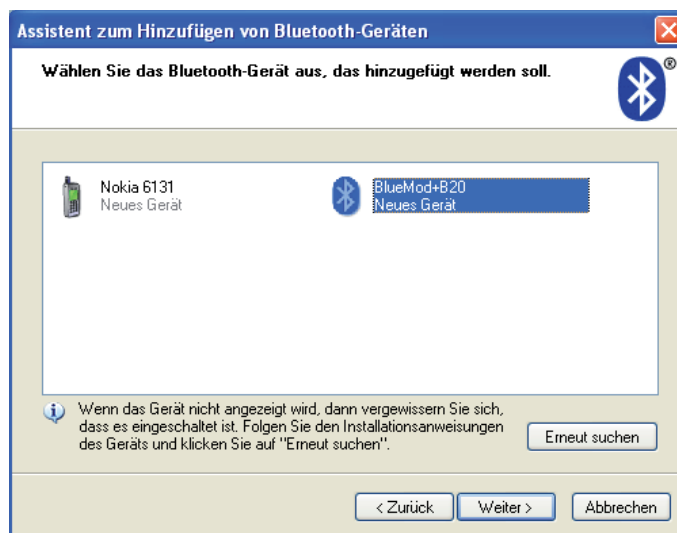 Assistent zum Hinzufügen von Bluetooth-Geräten
Wählen Sie das Bluetooth-Gerät aus, das hinzugefügt werden soll.
®
Nokia 6131
Neues Gerät
BlueMod+B20
Neues Gerät
Wenn das Gerät nicht angezeigt wird, dann vergewissern Sie sich,
dass es eingeschaltet ist. Folgen Sie den Installationsanweisungen
des Geräts und klicken Sie auf "Erneut suchen".
Erneut suchen
< Zurück
Weiter >
Abbrechen